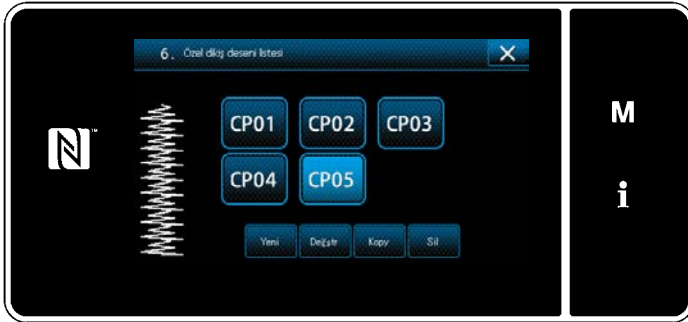 6. Özel dikiş deseni listesi
CP01 CP02 CP03
CP04 CP05
Yeni Değiştr Kopy Sil
M
i